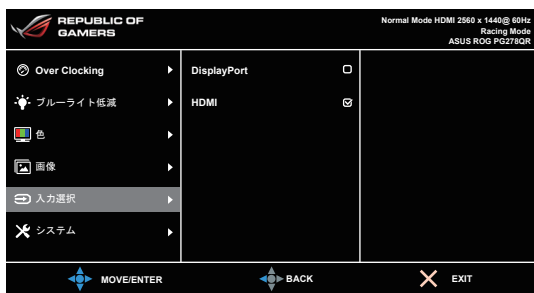 REPUBLIC OF
GAMERS
Normal Mode HDMI 2560 x 1440@ 60Hz
Racing Mode
ASUS ROG PG278QR
Over Clocking
ブルーライト低減
色
画像
入力選択
システム
DisplayPort
HDMI
MOVE/ENTER
BACK
EXIT